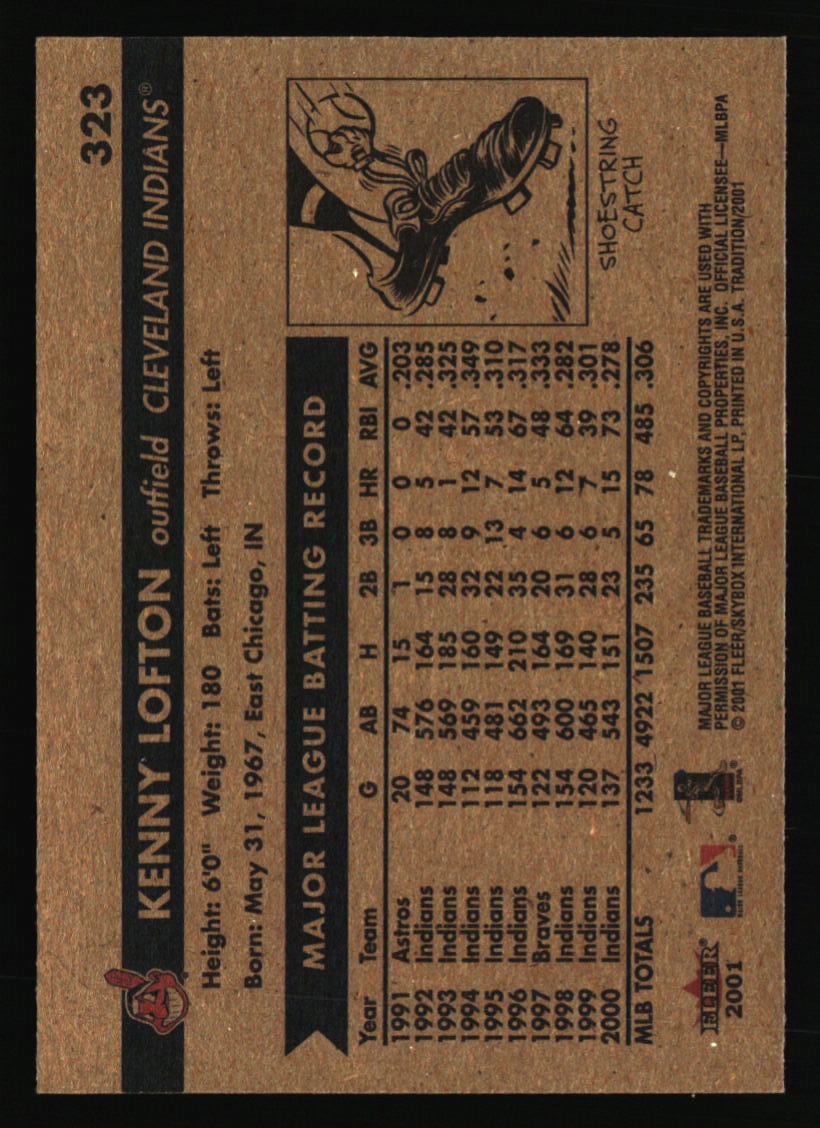 323
KENNY LOFTON outfield CLEVELAND INDIANS®
Height: 6'0" Weight: 180 Bats: Left Throws: Left
Born: May 31, 1967, East Chicago, IN
MAJOR LEAGUE BATTING RECORD
Year Team G AB H 2B 3B HR RBI AVG
1991 Astros 20 74 15 1 0 0 0 .203
1992 Indians 148 576 164 15 8 5 42 .285
1993 Indians 148 569 185 28 8 1 42 .325
1994 Indians 112 459 160 32 9 12 57 .349
1995 Indians 118 481 149 22 13 7 53 .310
1996 Indians 154 662 210 35 4 14 67 .317
1997 Braves 122 493 164 20 6 5 48 .333
1998 Indians 154 600 169 31 6 12 64 .282
1999 Indians 120 465 140 28 6 7 39 .301
2000 Indians 137 543 151 23 5 15 73 .278
MLB TOTALS 1233 4922 1507 235 65 78 485 .306
SHOESTRING
CATCH
FLEER®
2001
MAJOR LEAGUE BASEBALL TRADEMARKS AND COPYRIGHTS ARE USED WITH
PERMISSION OF MAJOR LEAGUE BASEBALL PROPERTIES, INC. OFFICIAL LICENSEE—MLBPA
© 2001 FLEER/SKYBOX INTERNATIONAL LP, PRINTED IN U.S.A. TRADITION/2001